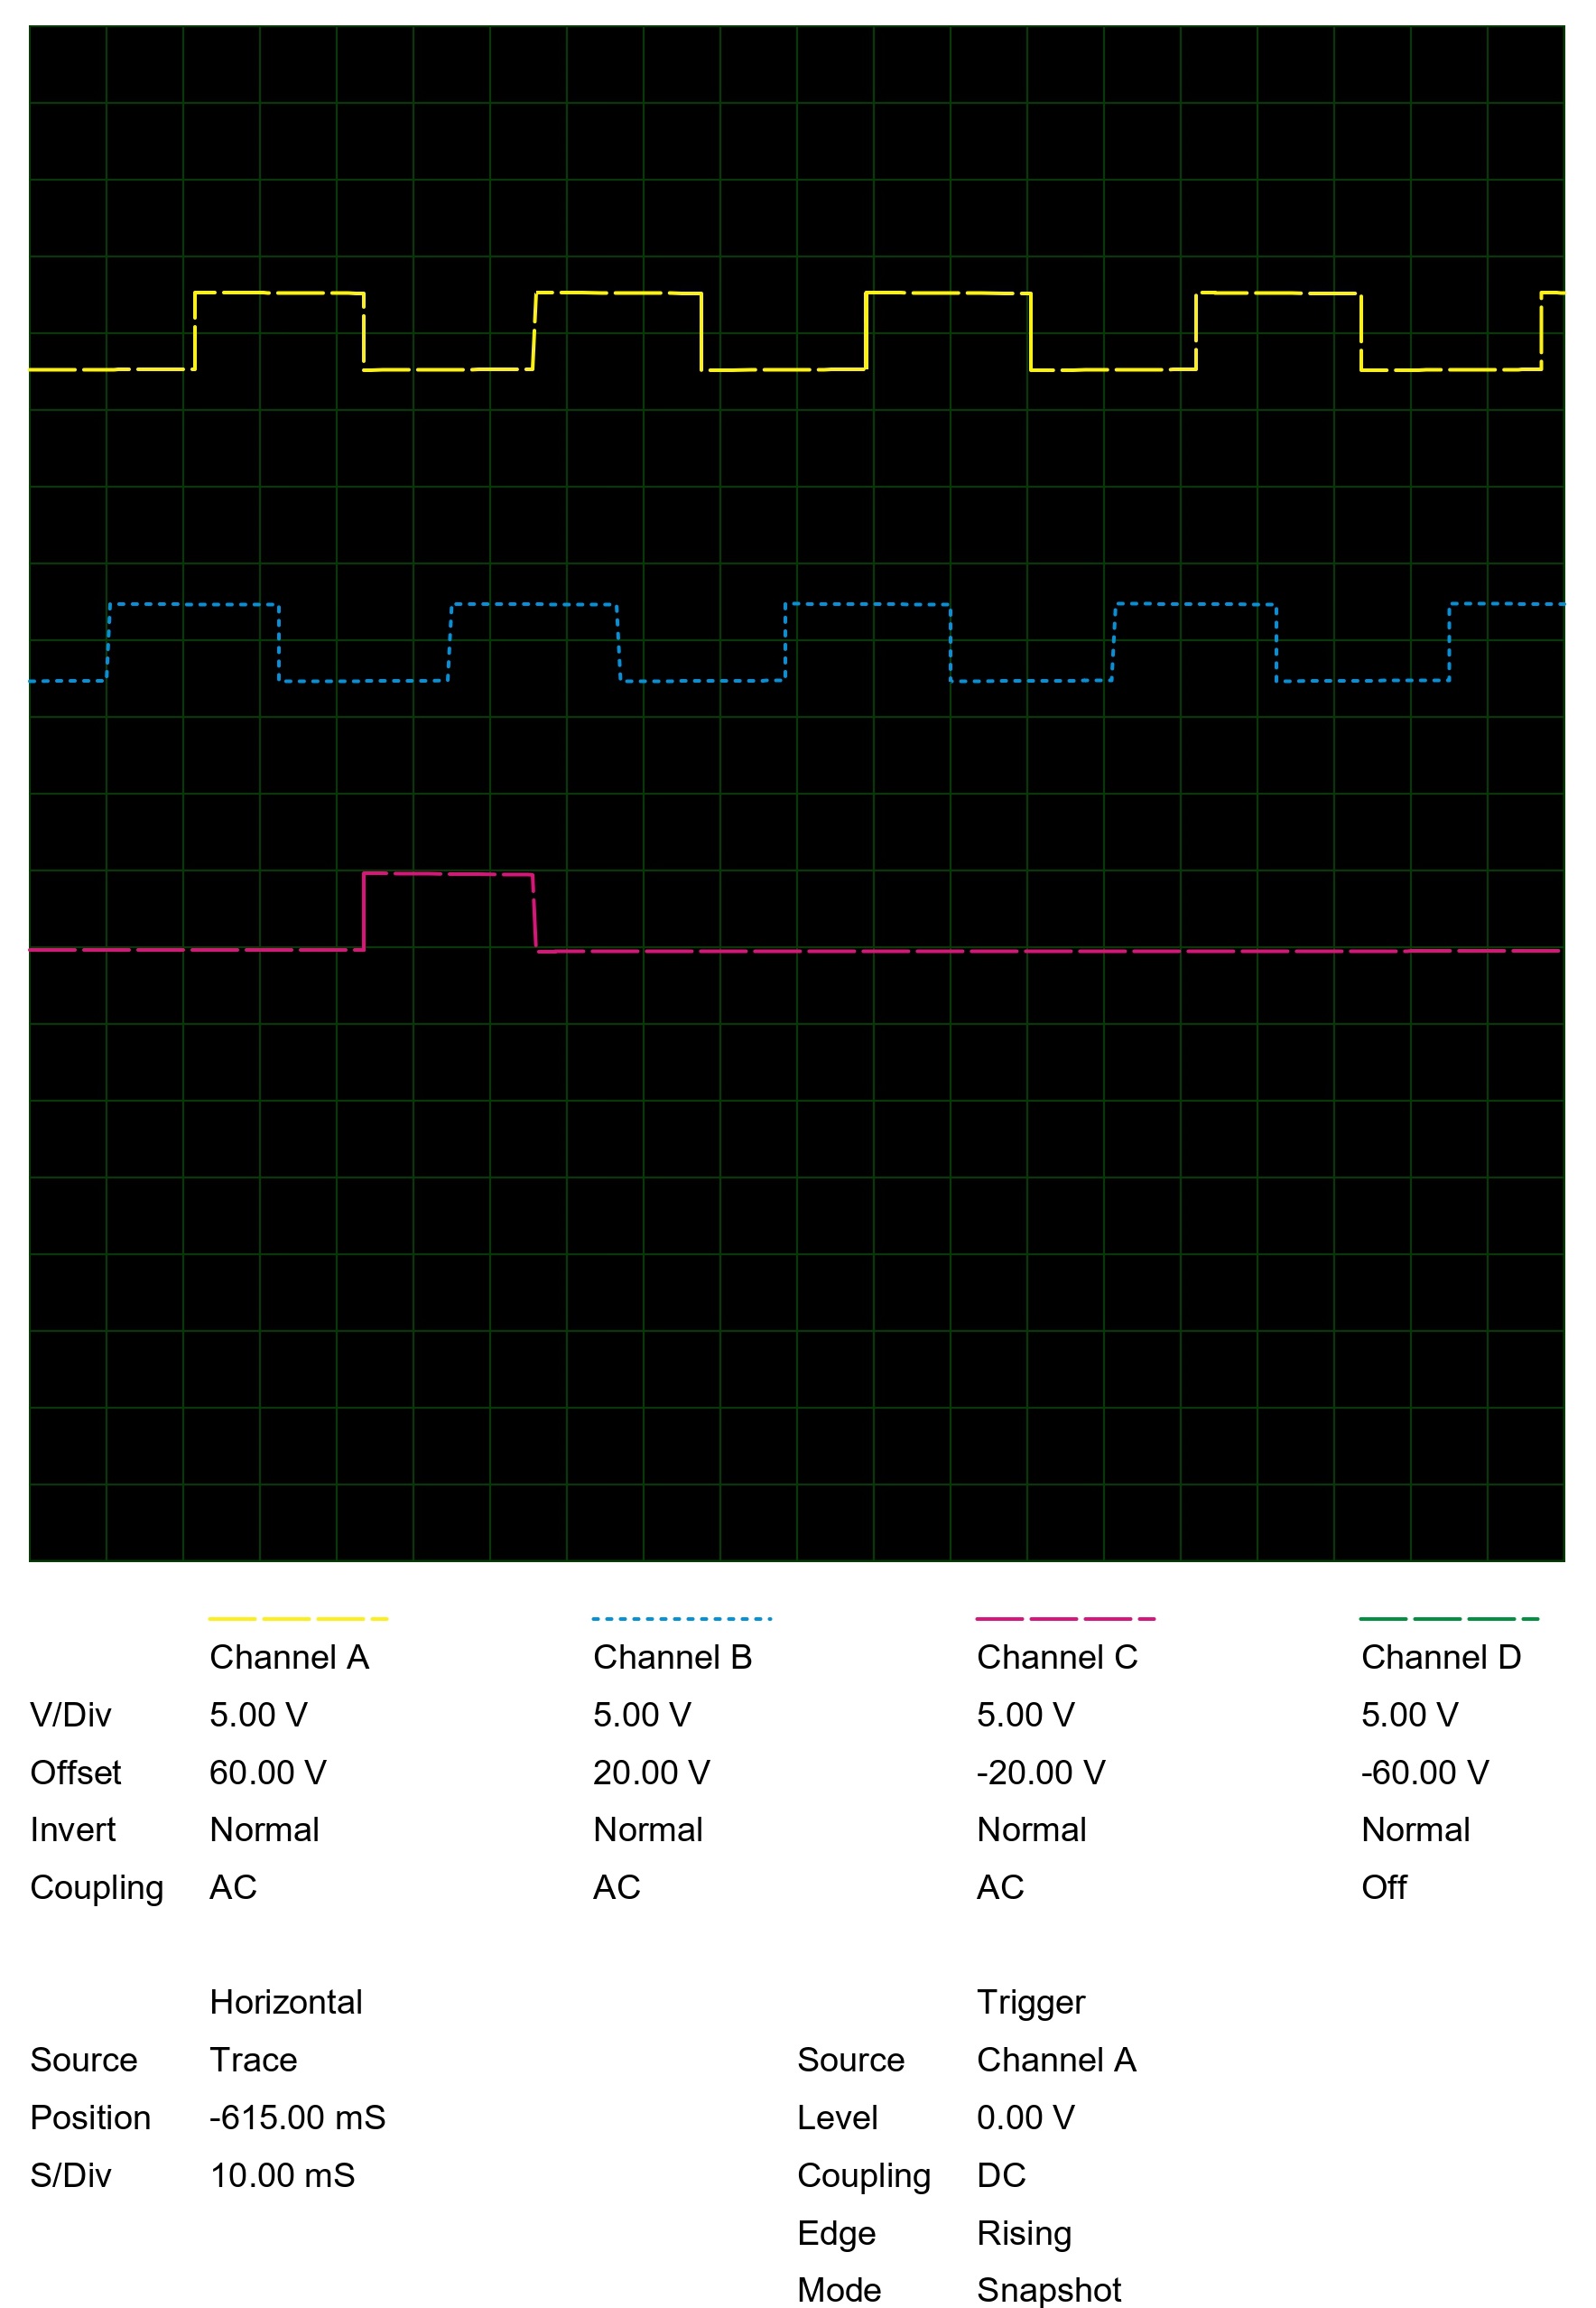 Channel A Channel B Channel C Channel D
V/Div 5.00 V 5.00 V 5.00 V 5.00 V
Offset 60.00 V 20.00 V -20.00 V -60.00 V
Invert Normal Normal Normal Normal
Coupling AC AC AC Off
Horizontal Trigger
Source Trace Source Channel A
Position -615.00 mS Level 0.00 V
S/Div 10.00 mS Coupling DC
Edge Rising
Mode Snapshot